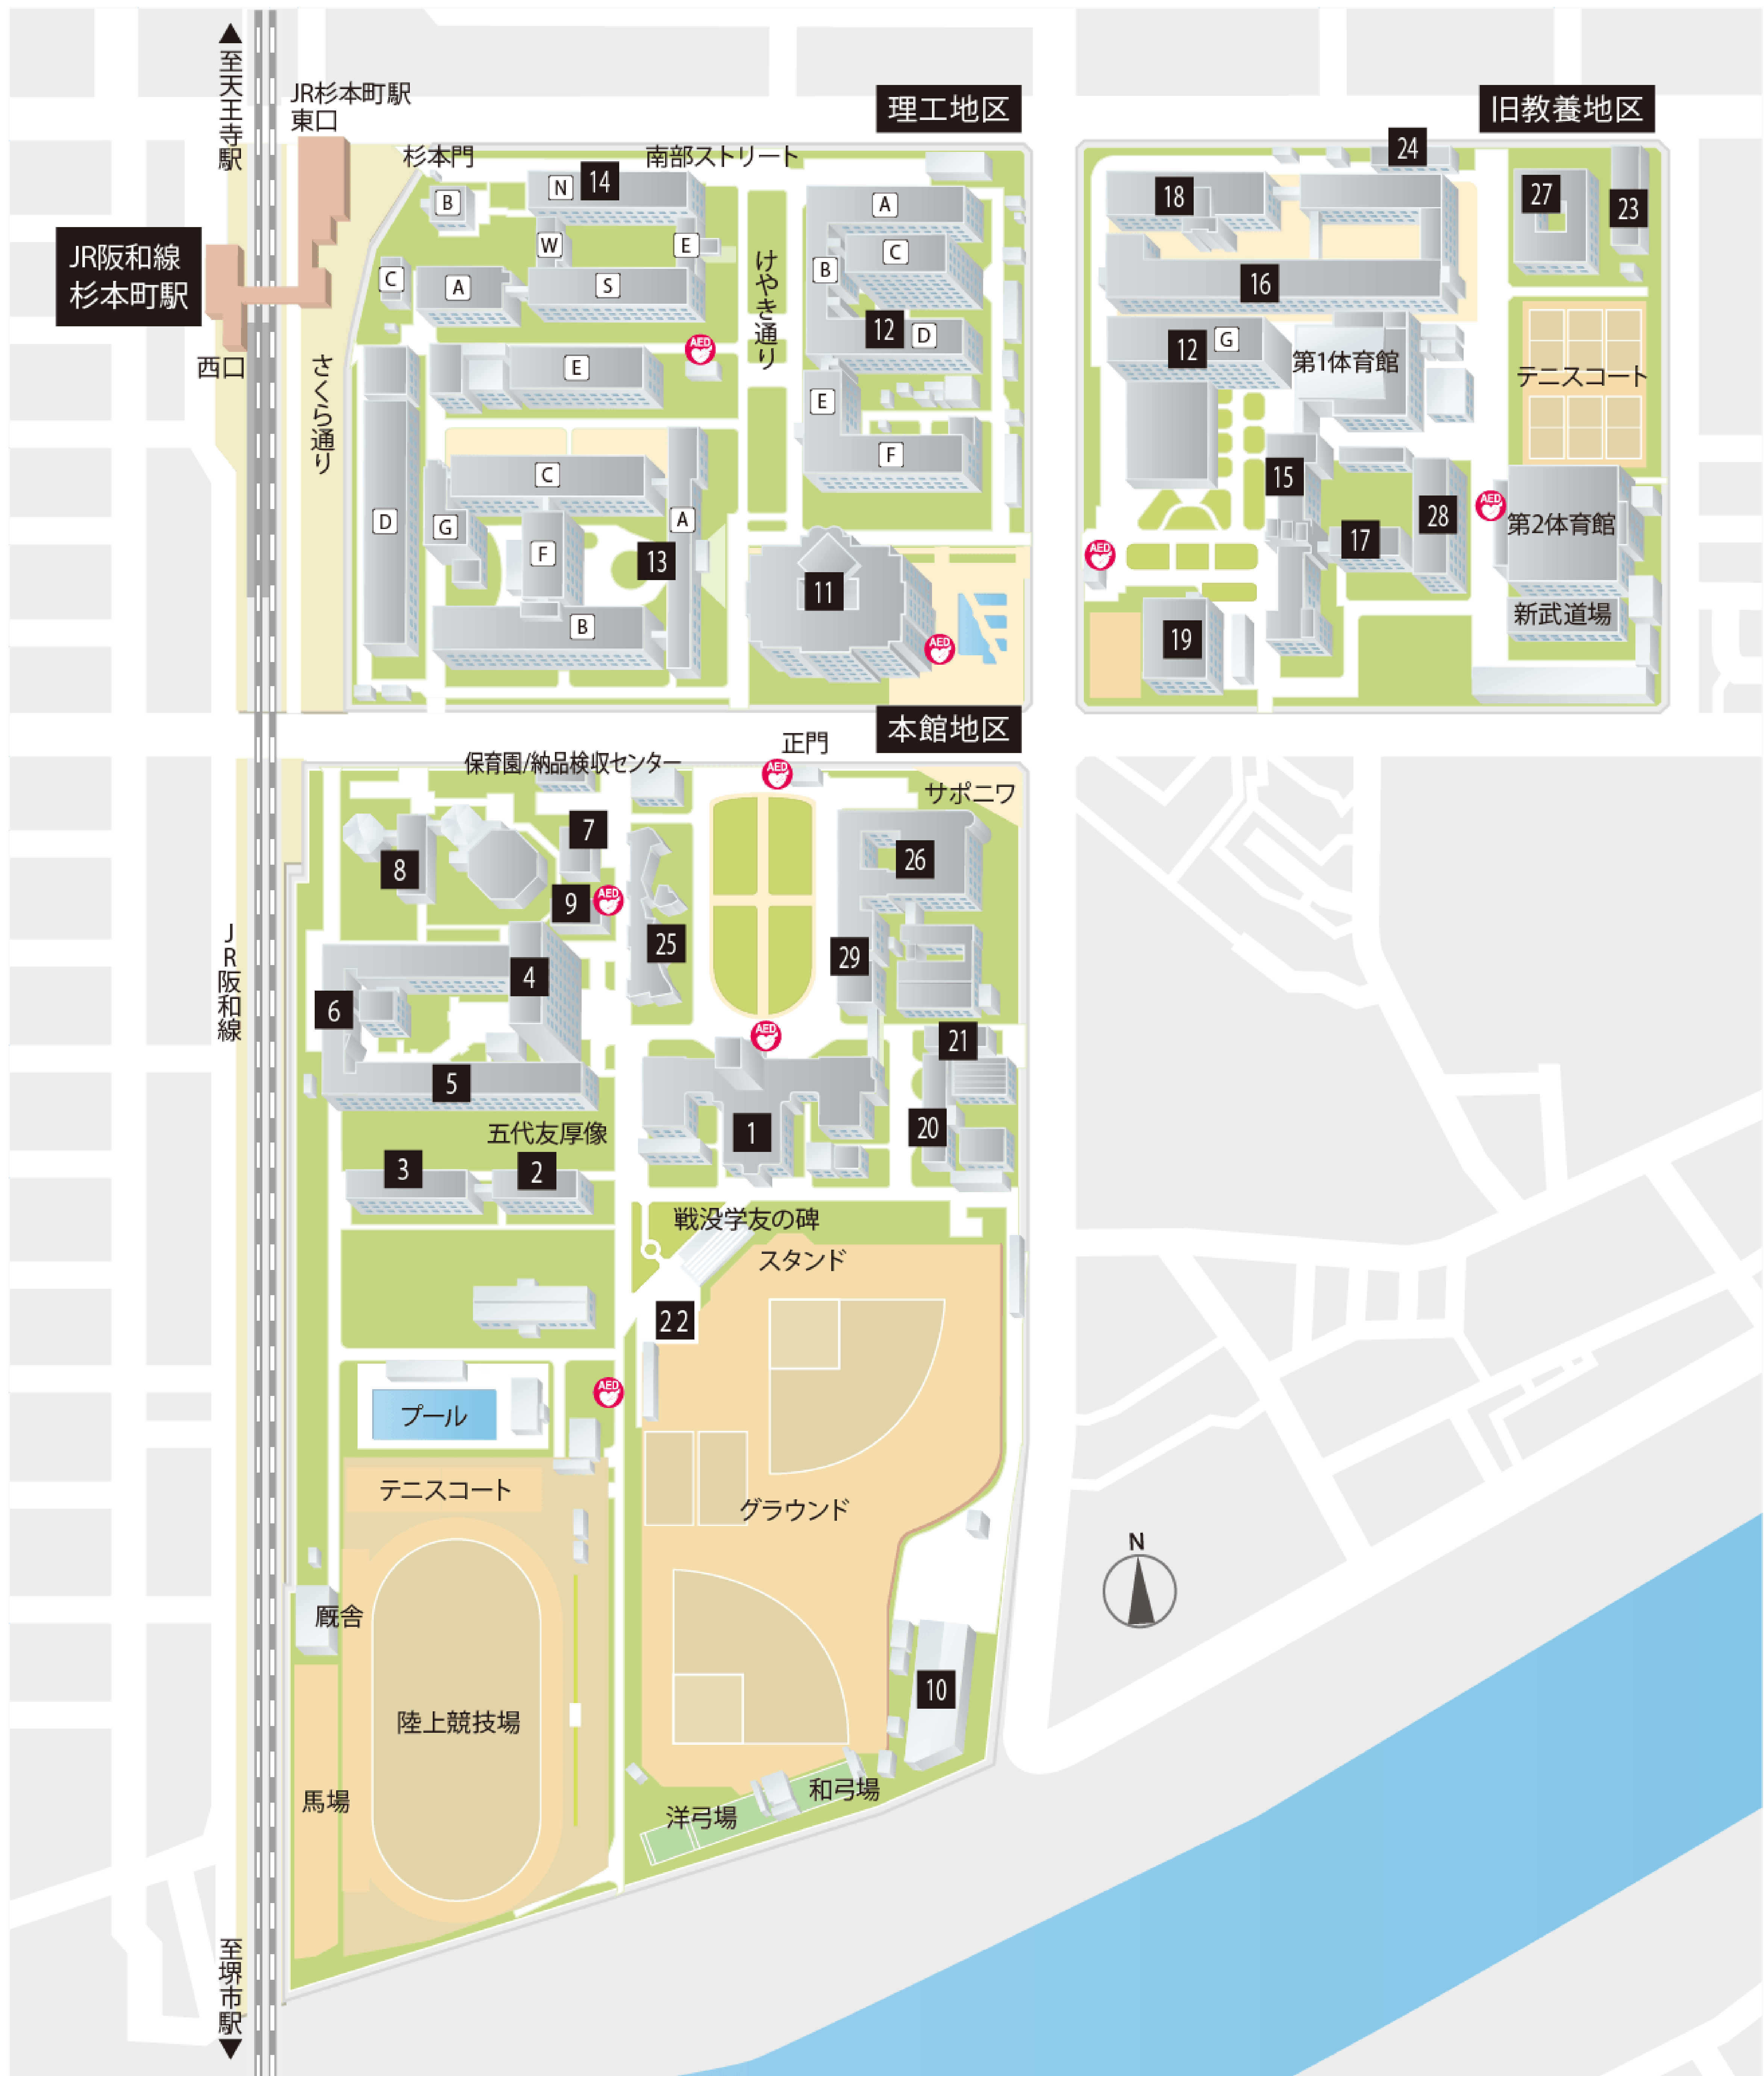 ▲至天王寺駅
JR杉本町駅
東口
理工地区
旧教養地区
杉本門
南部ストリート
24
B
N
14
A
18
27
23
W
E
C
JR阪和線
杉本町駅
C
A
S
B
けやき通り
16
12
D
12
G
AED
第1体育館
西口
さくら通り
E
テニスコート
E
F
C
15
D
G
A
28
AED
第2体育館
F
13
17
AED
11
新武道場
B
19
AED
本館地区
正門
保育園/納品検収センター
AED
サポニワ
7
8
26
9
AED
25
29
JR阪和線
4
6
AED
21
5
20
1
五代友厚像
3
2
戦没学友の碑
スタンド
22
AED
プール
テニスコート
グラウンド
N
厩舎
10
陸上競技場
和弓場
馬場
洋弓場
至堺市駅▼